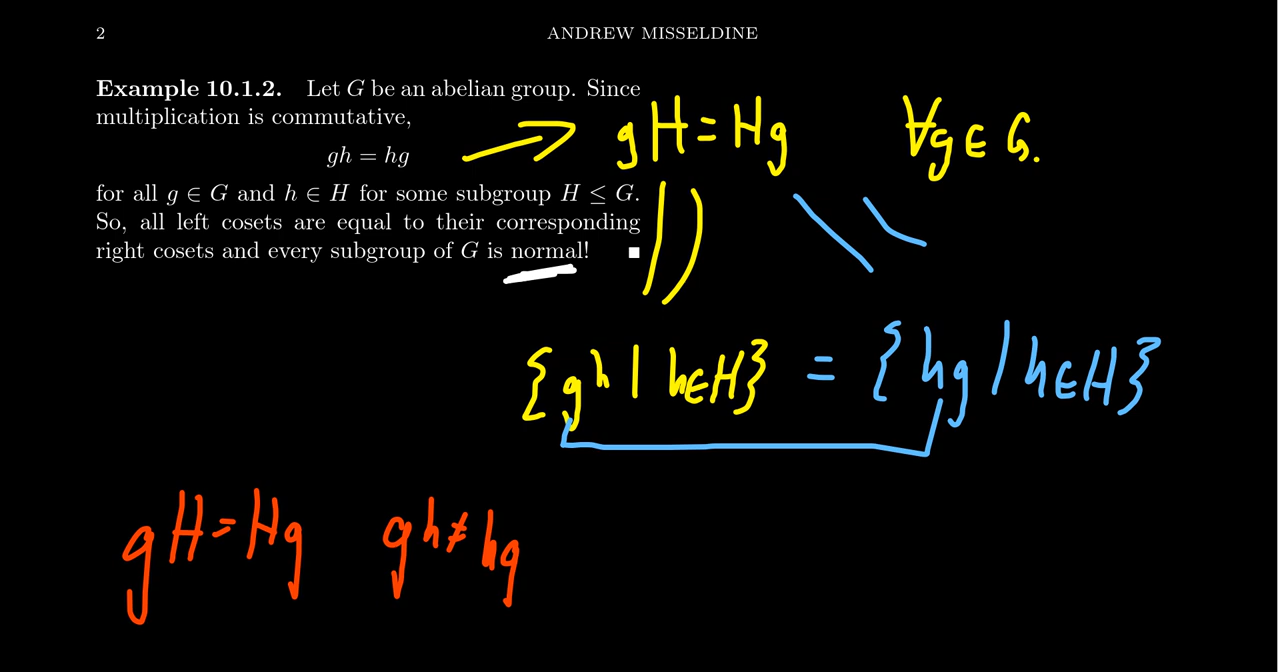 2 ANDREW MISSELDINE
Example 10.1.2. Let G be an abelian group. Since
multiplication is commutative,
gh = hg
for all g ∈ G and h ∈ H for some subgroup H ≤ G.
So, all left cosets are equal to their corresponding
right cosets and every subgroup of G is normal! ■
gH = Hg ∀g ∈ G.
{gh | h∈H} = {hg | h∈H}
gH = Hg gh ≠ hg